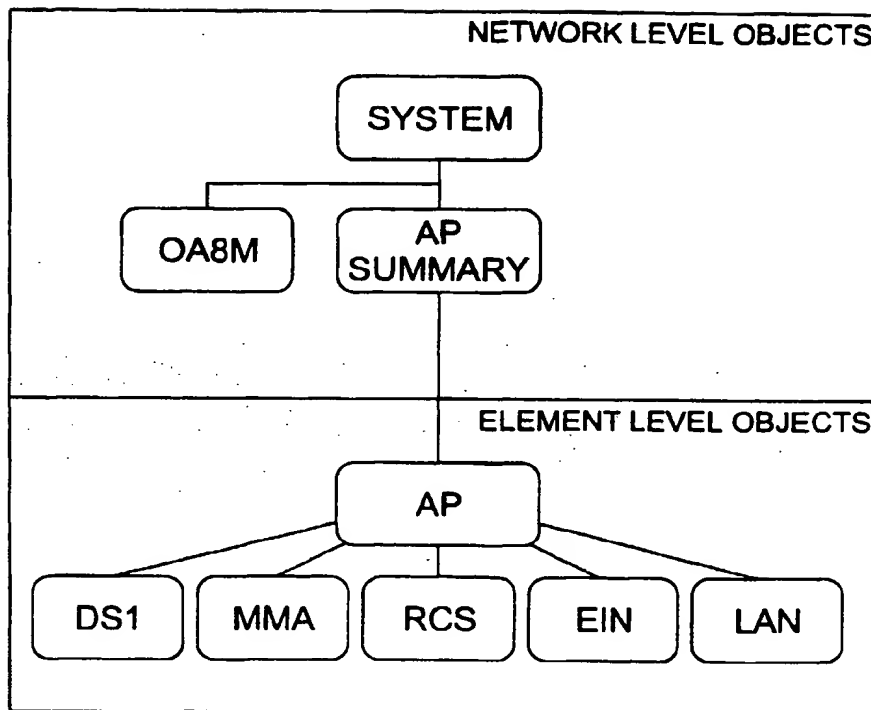 NETWORK LEVEL OBJECTS
SYSTEM
OA8M
AP
SUMMARY
ELEMENT LEVEL OBJECTS
AP
DS1
MMA
RCS
EIN
LAN